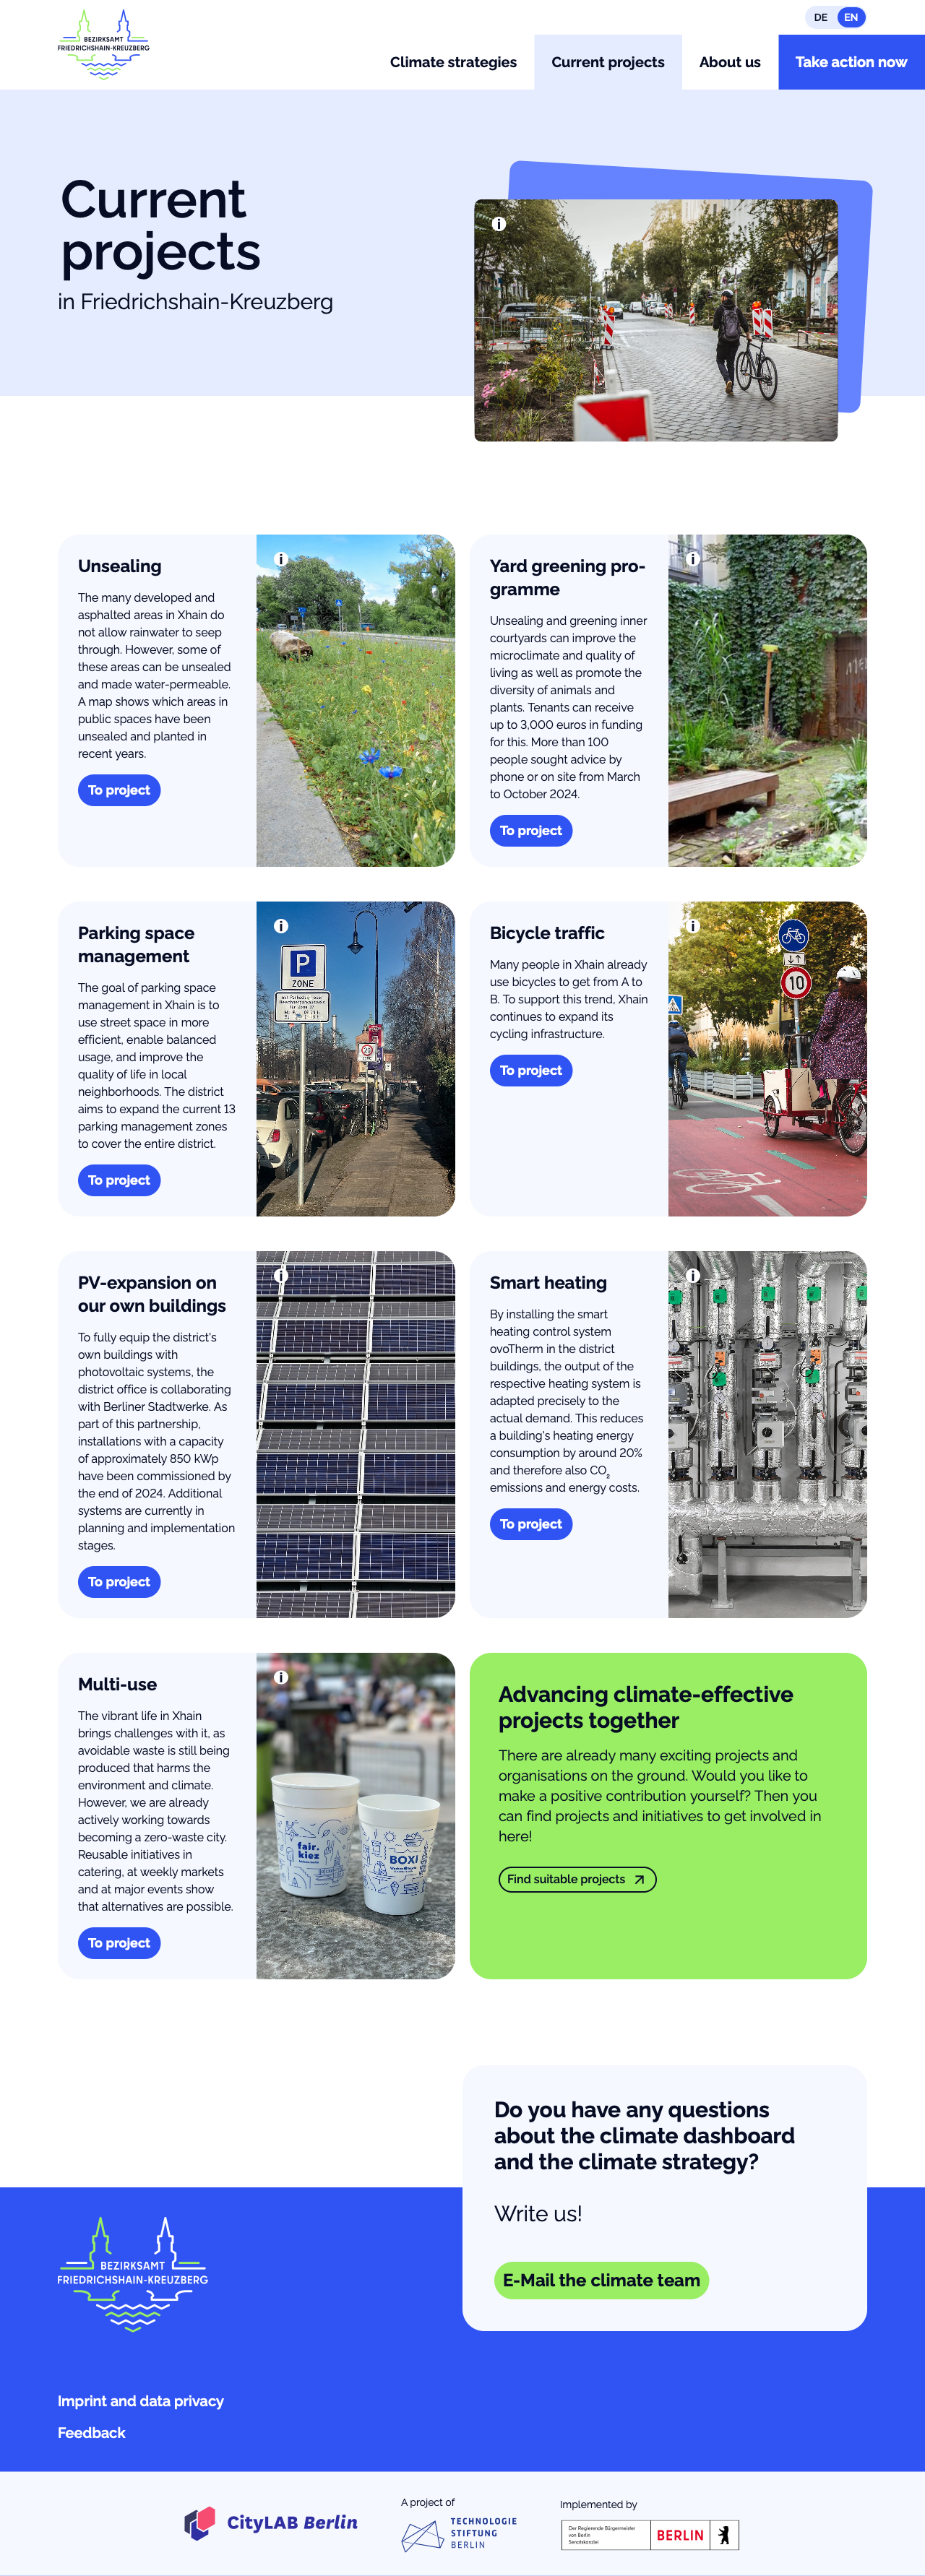 BEZIRKSAMT
FRIEDRICHSHAIN-KREUZBERG
DE
EN
Climate strategies
Current projects
About us
Take action now
Current
projects
in Friedrichshain-Kreuzberg
Unsealing
The many developed and
asphalted areas in Xhain do
not allow rainwater to seep
through. However, some of
these areas can be unsealed
and made water-permeable.
A map shows which areas in
public spaces have been
unsealed and planted in
recent years.
To project
Yard greening pro-
gramme
Unsealing and greening inner
courtyards can improve the
microclimate and quality of
living as well as promote the
diversity of animals and
plants. Tenants can receive
up to 3,000 euros in funding
for this. More than 100
people sought advice by
phone or on site from March
to October 2024.
To project
Parking space
management
The goal of parking space
management in Xhain is to
use street space in more
efficient, enable balanced
usage, and improve the
quality of life in local
neighborhoods. The district
aims to expand the current 13
parking management zones
to cover the entire district.
To project
P
ZONE
Bicycle traffic
Many people in Xhain already
use bicycles to get from A to
B. To support this trend, Xhain
continues to expand its
cycling infrastructure.
To project
10
PV-expansion on
our own buildings
To fully equip the district's
own buildings with
photovoltaic systems, the
district office is collaborating
with Berliner Stadtwerke. As
part of this partnership,
installations with a capacity
of approximately 850 kWp
have been commissioned by
the end of 2024. Additional
systems are currently in
planning and implementation
stages.
To project
Smart heating
By installing the smart
heating control system
ovoTherm in the district
buildings, the output of the
respective heating system is
adapted precisely to the
actual demand. This reduces
a building's heating energy
consumption by around 20%
and therefore also CO₂
emissions and energy costs.
To project
Multi-use
The vibrant life in Xhain
brings challenges with it, as
avoidable waste is still being
produced that harms the
environment and climate.
However, we are already
actively working towards
becoming a zero-waste city.
Reusable initiatives in
catering, at weekly markets
and at major events show
that alternatives are possible.
To project
fair.
kiez
BOXI
Advancing climate-effective
projects together
There are already many exciting projects and
organisations on the ground. Would you like to
make a positive contribution yourself? Then you
can find projects and initiatives to get involved in
here!
Find suitable projects
Do you have any questions
about the climate dashboard
and the climate strategy?
Write us!
E-Mail the climate team
BEZIRKSAMT
FRIEDRICHSHAIN-KREUZBERG
Imprint and data privacy
Feedback
CityLAB Berlin
A project of
TECHNOLOGIE
STIFTUNG
BERLIN
Implemented by
Der Regierende Bürgermeister
von Berlin
Senatskanzlei
BERLIN